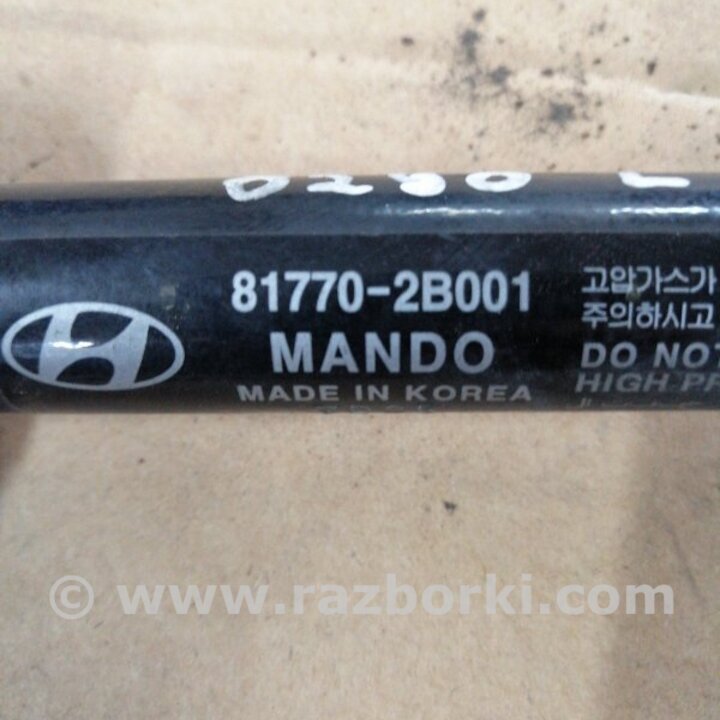 0280 L
81770-2B001
MANDO
MADE IN KOREA
고압가스가
주의하시고
DO NOT
HIGH PR
© www.razborki.com